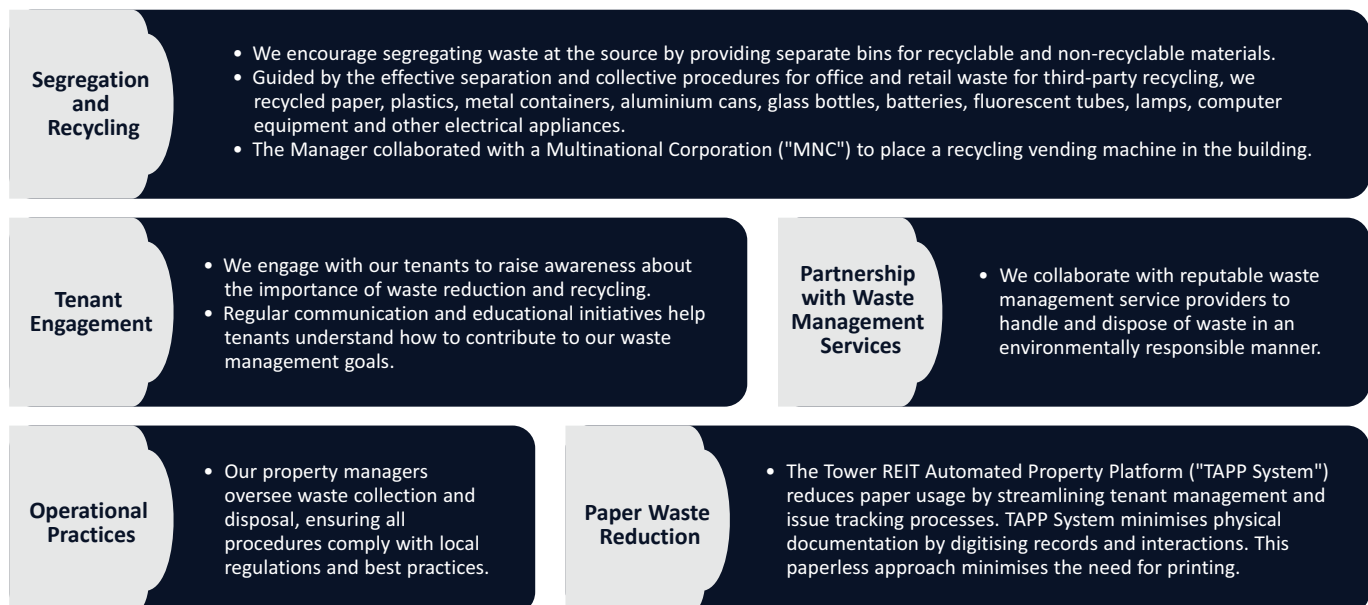 Segregation
and
Recycling
• We encourage segregating waste at the source by providing separate bins for recyclable and non-recyclable materials.
• Guided by the effective separation and collective procedures for office and retail waste for third-party recycling, we
recycled paper, plastics, metal containers, aluminium cans, glass bottles, batteries, fluorescent tubes, lamps, computer
equipment and other electrical appliances.
• The Manager collaborated with a Multinational Corporation ("MNC") to place a recycling vending machine in the building.
Tenant
Engagement
• We engage with our tenants to raise awareness about
the importance of waste reduction and recycling.
• Regular communication and educational initiatives help
tenants understand how to contribute to our waste
management goals.
Partnership
with Waste
Management
Services
• We collaborate with reputable waste
management service providers to
handle and dispose of waste in an
environmentally responsible manner.
Operational
Practices
• Our property managers
oversee waste collection and
disposal, ensuring all
procedures comply with local
regulations and best practices.
Paper Waste
Reduction
• The Tower REIT Automated Property Platform ("TAPP System")
reduces paper usage by streamlining tenant management and
issue tracking processes. TAPP System minimises physical
documentation by digitising records and interactions. This
paperless approach minimises the need for printing.